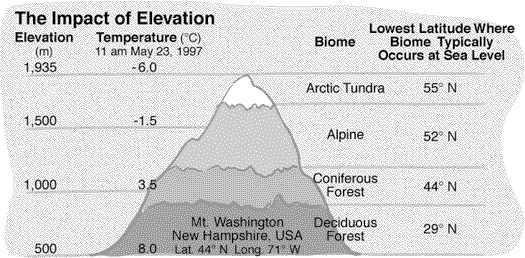 The Impact of Elevation
Elevation
(m)
Temperature (°C)
11 am May 23, 1997
Biome
Lowest Latitude Where
Biome Typically
Occurs at Sea Level
1,935
- 6.0
Arctic Tundra
55° N
1,500
-1.5
Alpine
52° N
1,000
3.5
Coniferous
Forest
44° N
Mt. Washington
New Hampshire, USA
Lat. 44° N Long. 71° W
Deciduous
Forest
29° N
500
8.0